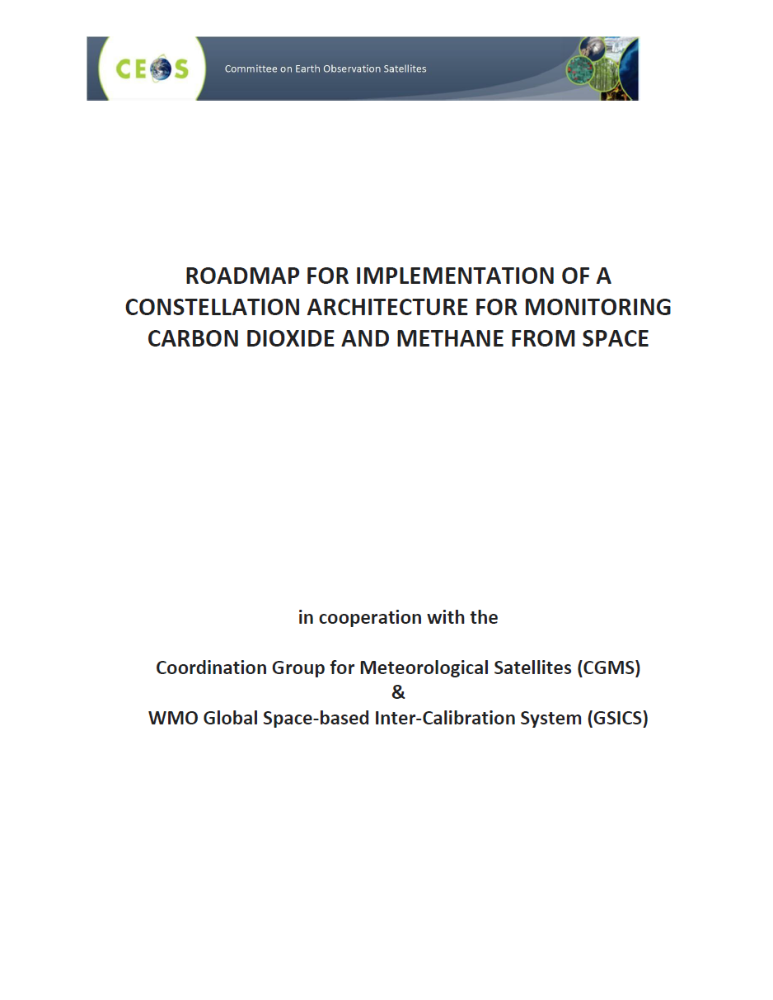 CEOS
Committee on Earth Observation Satellites
ROADMAP FOR IMPLEMENTATION OF A
CONSTELLATION ARCHITECTURE FOR MONITORING
CARBON DIOXIDE AND METHANE FROM SPACE
in cooperation with the
Coordination Group for Meteorological Satellites (CGMS)
&
WMO Global Space-based Inter-Calibration System (GSICS)